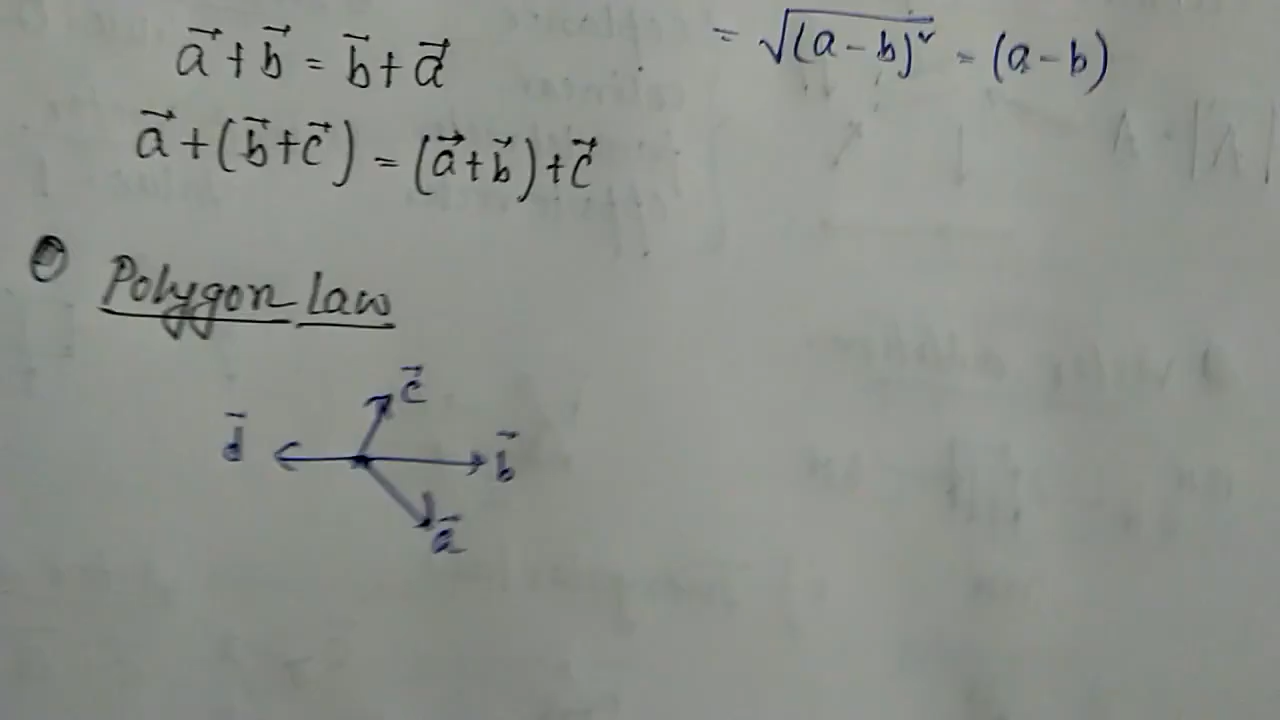 a⃗ + b⃗ = b⃗ + a⃗
= √(a - b)² = (a - b)
a⃗ + (b⃗ + c⃗) = (a⃗ + b⃗) + c⃗
Polygon Law
c⃗
d⃗
b⃗
a⃗